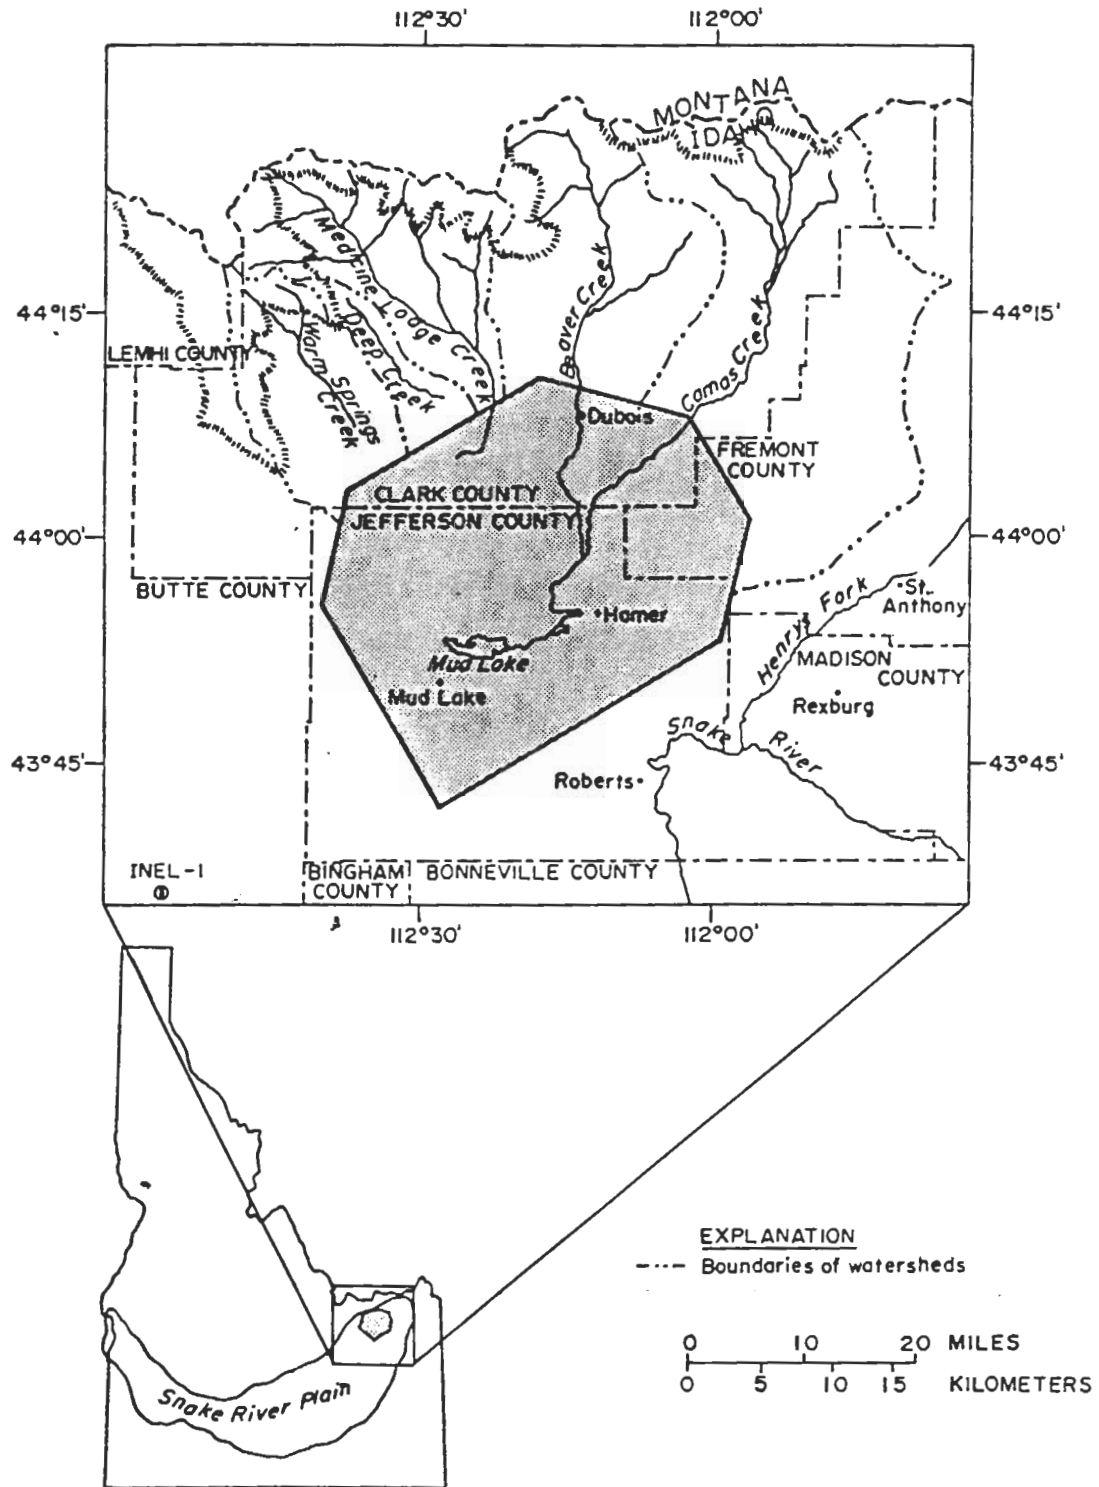 112°30' 112°00'
MONTANA
IDAHO
Medicine Lodge Creek
Beaver Creek
Camas Creek
44°15' 44°15'
Deep Creek
Warm Springs Creek
LEMHI COUNTY
Dubois
FREMONT
COUNTY
CLARK COUNTY
JEFFERSON COUNTY
44°00' 44°00'
BUTTE COUNTY
Henrys Fork
St.
Anthony
Hamer
MADISON
COUNTY
Mud Lake
Mud Lake
Rexburg
Snake River
43°45' 43°45'
Roberts
INEL-1
BINGHAM
COUNTY
BONNEVILLE COUNTY
112°30' 112°00'
EXPLANATION
Boundaries of watersheds
0 10 20 MILES
0 5 10 15 KILOMETERS
Snake River Plain